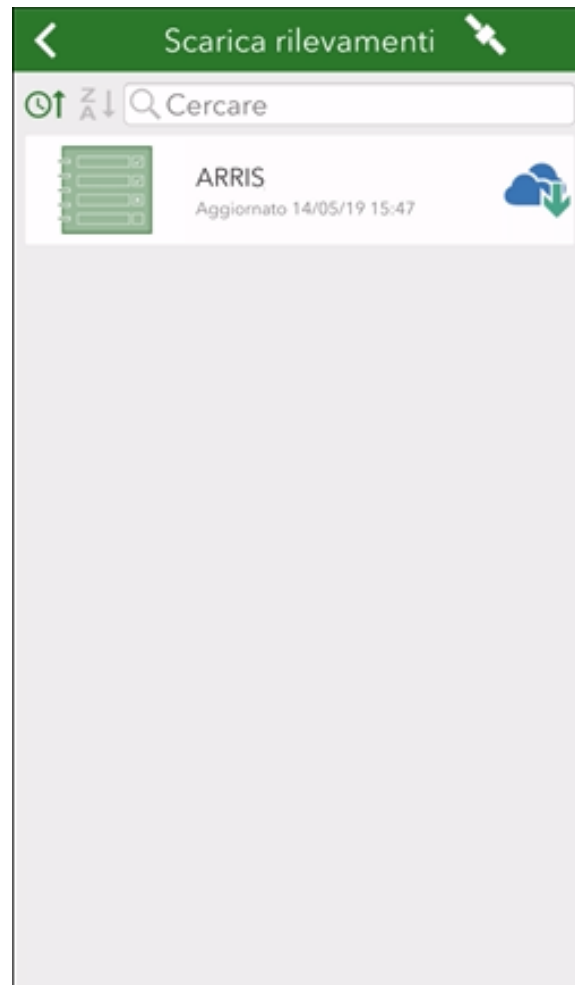 Scarica rilevamenti
Z
A
Cercare
ARRIS
Aggiornato 14/05/19 15:47